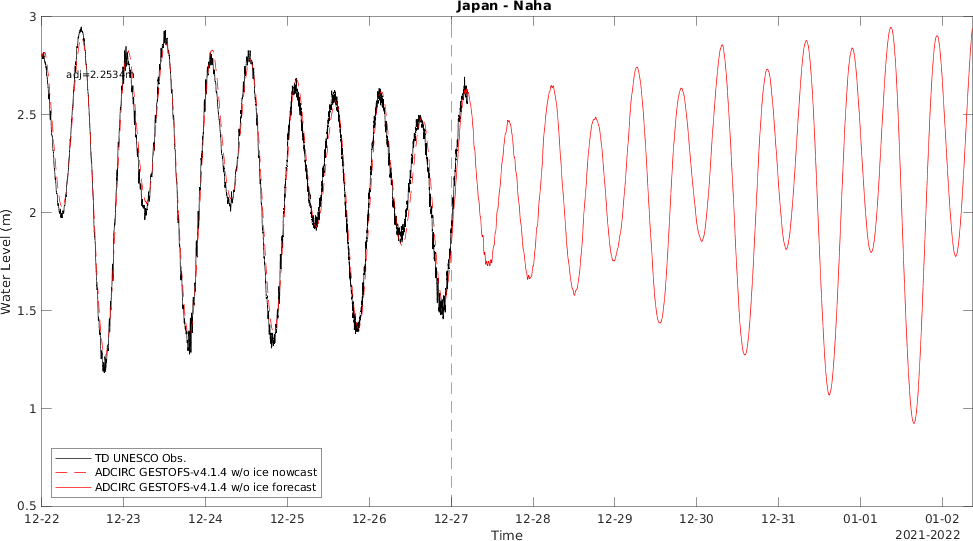 Japan - Naha
3
2.5
2
1.5
1
0.5
Water Level (m)
adj=2.2534m
TD UNESCO Obs.
ADCIRC GESTOFS-v4.1.4 w/o ice nowcast
ADCIRC GESTOFS-v4.1.4 w/o ice forecast
12-22 12-23 12-24 12-25 12-26 12-27 12-28 12-29 12-30 12-31 01-01 01-02
Time
2021-2022